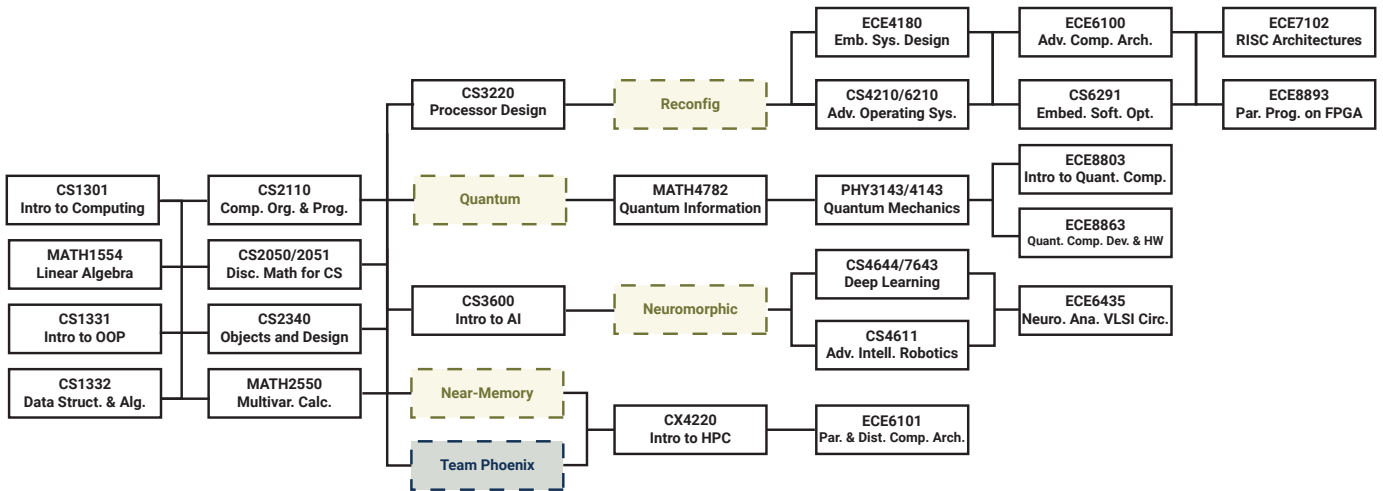 ECE4180
Emb. Sys. Design
ECE6100
Adv. Comp. Arch.
ECE7102
RISC Architectures
CS3220
Processor Design
Reconfig
CS4210/6210
Adv. Operating Sys.
CS6291
Embed. Soft. Opt.
ECE8893
Par. Prog. on FPGA
CS1301
Intro to Computing
CS2110
Comp. Org. & Prog.
Quantum
MATH4782
Quantum Information
PHY3143/4143
Quantum Mechanics
ECE8803
Intro to Quant. Comp.
ECE8863
Quant. Comp. Dev. & HW
MATH1554
Linear Algebra
CS2050/2051
Disc. Math for CS
CS4644/7643
Deep Learning
CS1331
Intro to OOP
CS2340
Objects and Design
CS3600
Intro to AI
Neuromorphic
CS4611
Adv. Intell. Robotics
ECE6435
Neuro. Ana. VLSI Circ.
CS1332
Data Struct. & Alg.
MATH2550
Multivar. Calc.
Near-Memory
CX4220
Intro to HPC
ECE6101
Par. & Dist. Comp. Arch.
Team Phoenix